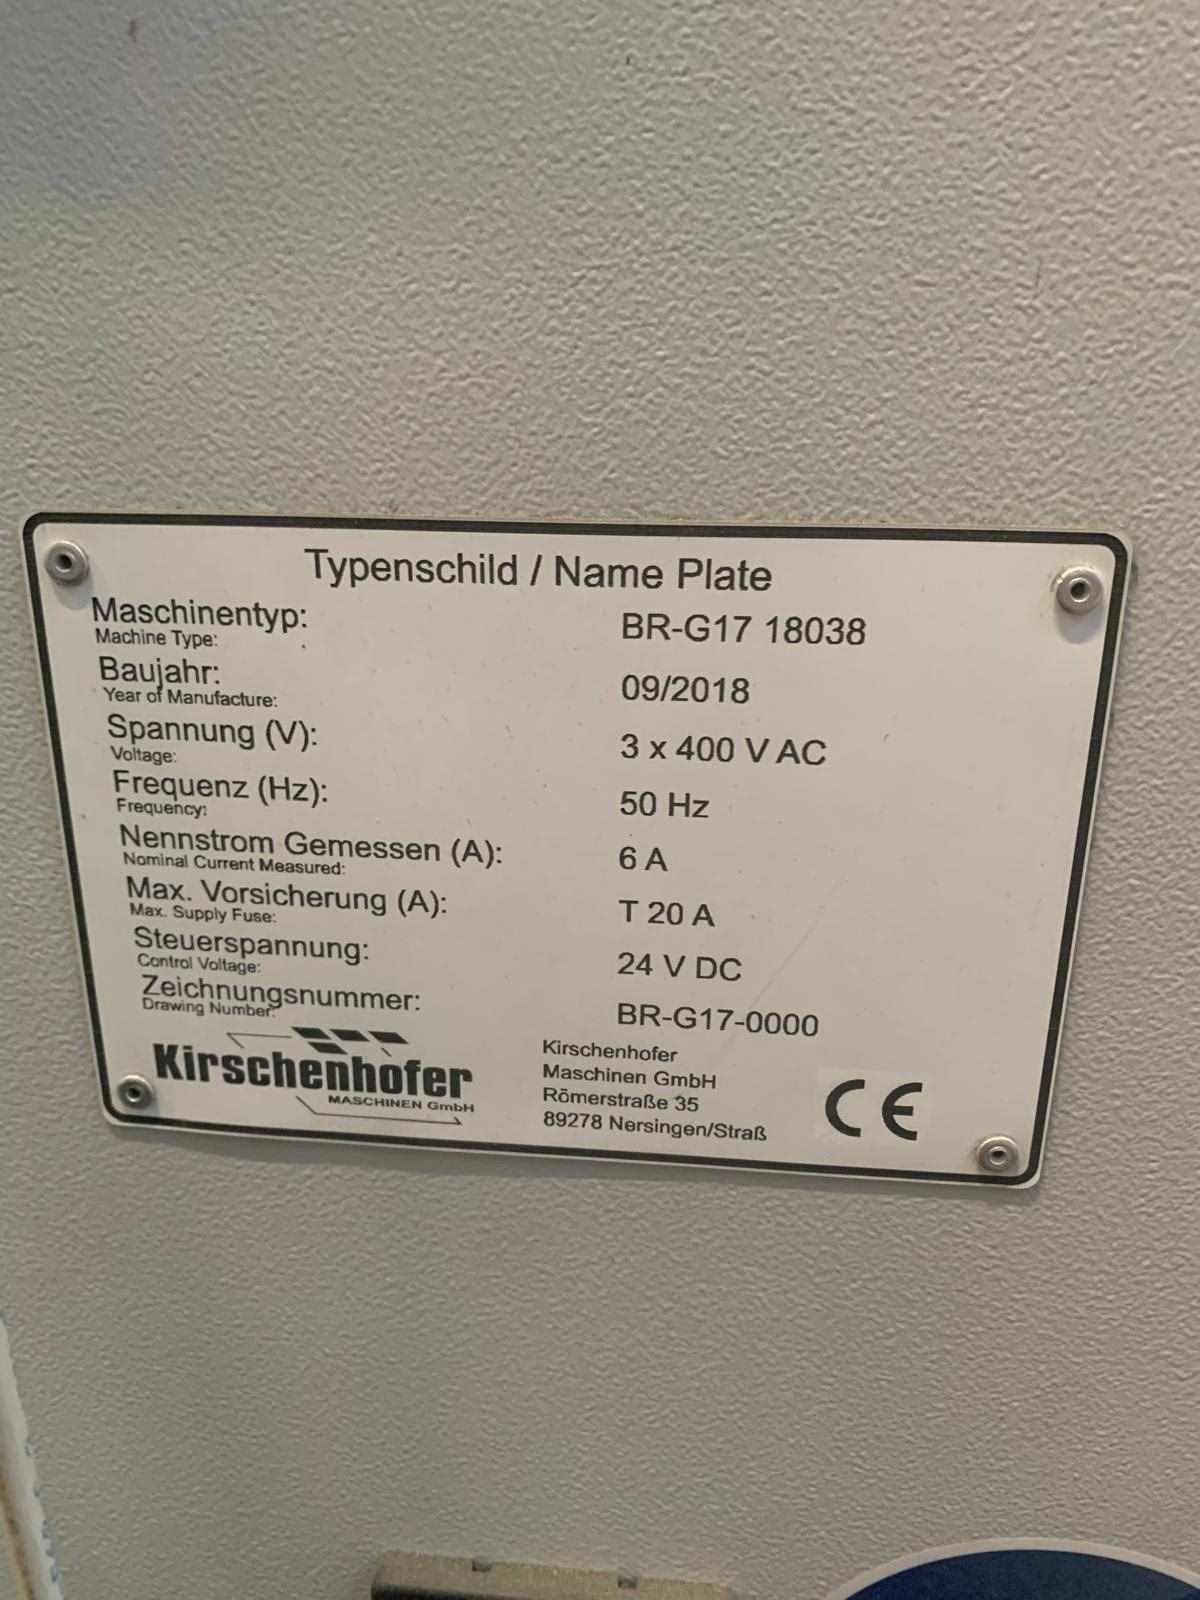 Typenschild / Name Plate
Maschinentyp: BR-G17 18038
Machine Type:
Baujahr: 09/2018
Year of Manufacture:
Spannung (V): 3 x 400 V AC
Voltage:
Frequenz (Hz): 50 Hz
Frequency:
Nennstrom Gemessen (A): 6 A
Nominal Current Measured:
Max. Vorsicherung (A): T 20 A
Max. Supply Fuse:
Steuerspannung: 24 V DC
Control Voltage:
Zeichnungsnummer: BR-G17-0000
Drawing Number:
Kirschenhofer
MASCHINEN GmbH
Kirschenhofer
Maschinen GmbH
Römerstraße 35
89278 Nersingen/Straß
CE